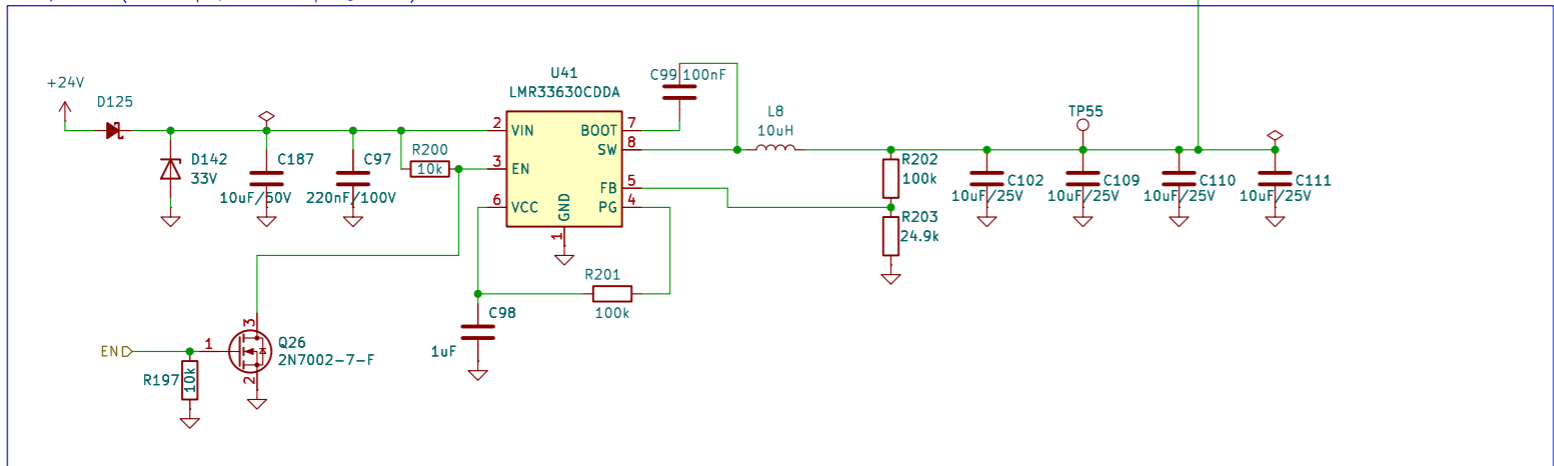 +24V
D125
D142
33V
C187
10uF/50V
C97
220nF/100V
R200
10k
U41
LMR33630CDDA
2
VIN
3
EN
6
VCC
GND
1
BOOT
7
SW
8
FB
5
PG
4
C99
100nF
L8
10uH
TP55
R202
100k
R203
24.9k
C102
10uF/25V
C109
10uF/25V
C110
10uF/25V
C111
10uF/25V
R201
100k
C98
1uF
EN
R197
10k
1
3
2
Q26
2N7002-7-F